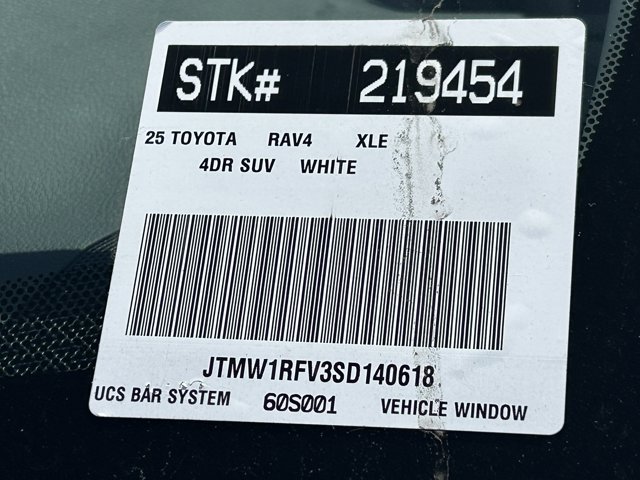 STK# 219454
25 TOYOTA RAV4 XLE
4DR SUV WHITE
JTMW1RFV3SD140618
UCS BAR SYSTEM 60S001 VEHICLE WINDOW